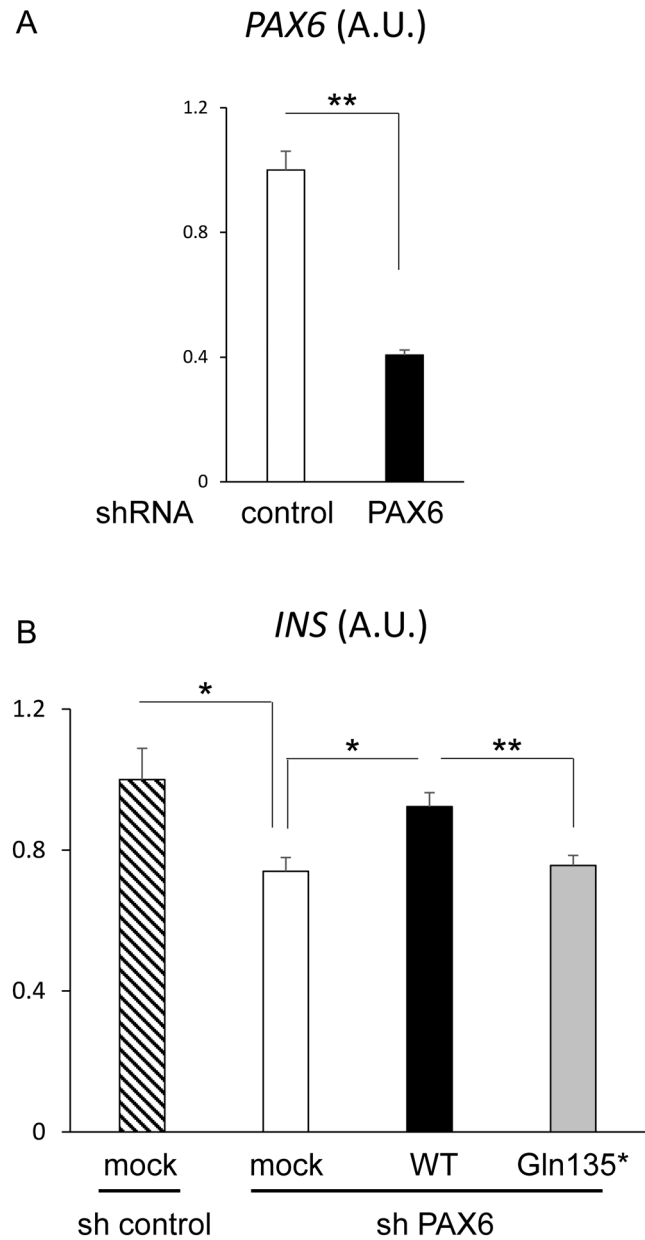 A
PAX6 (A.U.)
**
1.2
0.8
0.4
0
shRNA control PAX6
B
INS (A.U.)
*
* **
1.2
0.8
0.4
0
mock mock WT Gln135*
sh control sh PAX6